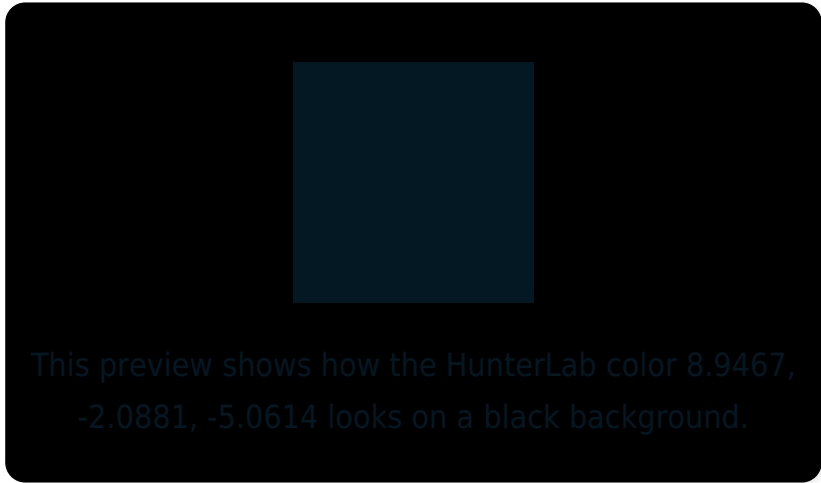 This preview shows how the HunterLab color 8.9467,
-2.0881, -5.0614 looks on a black background.